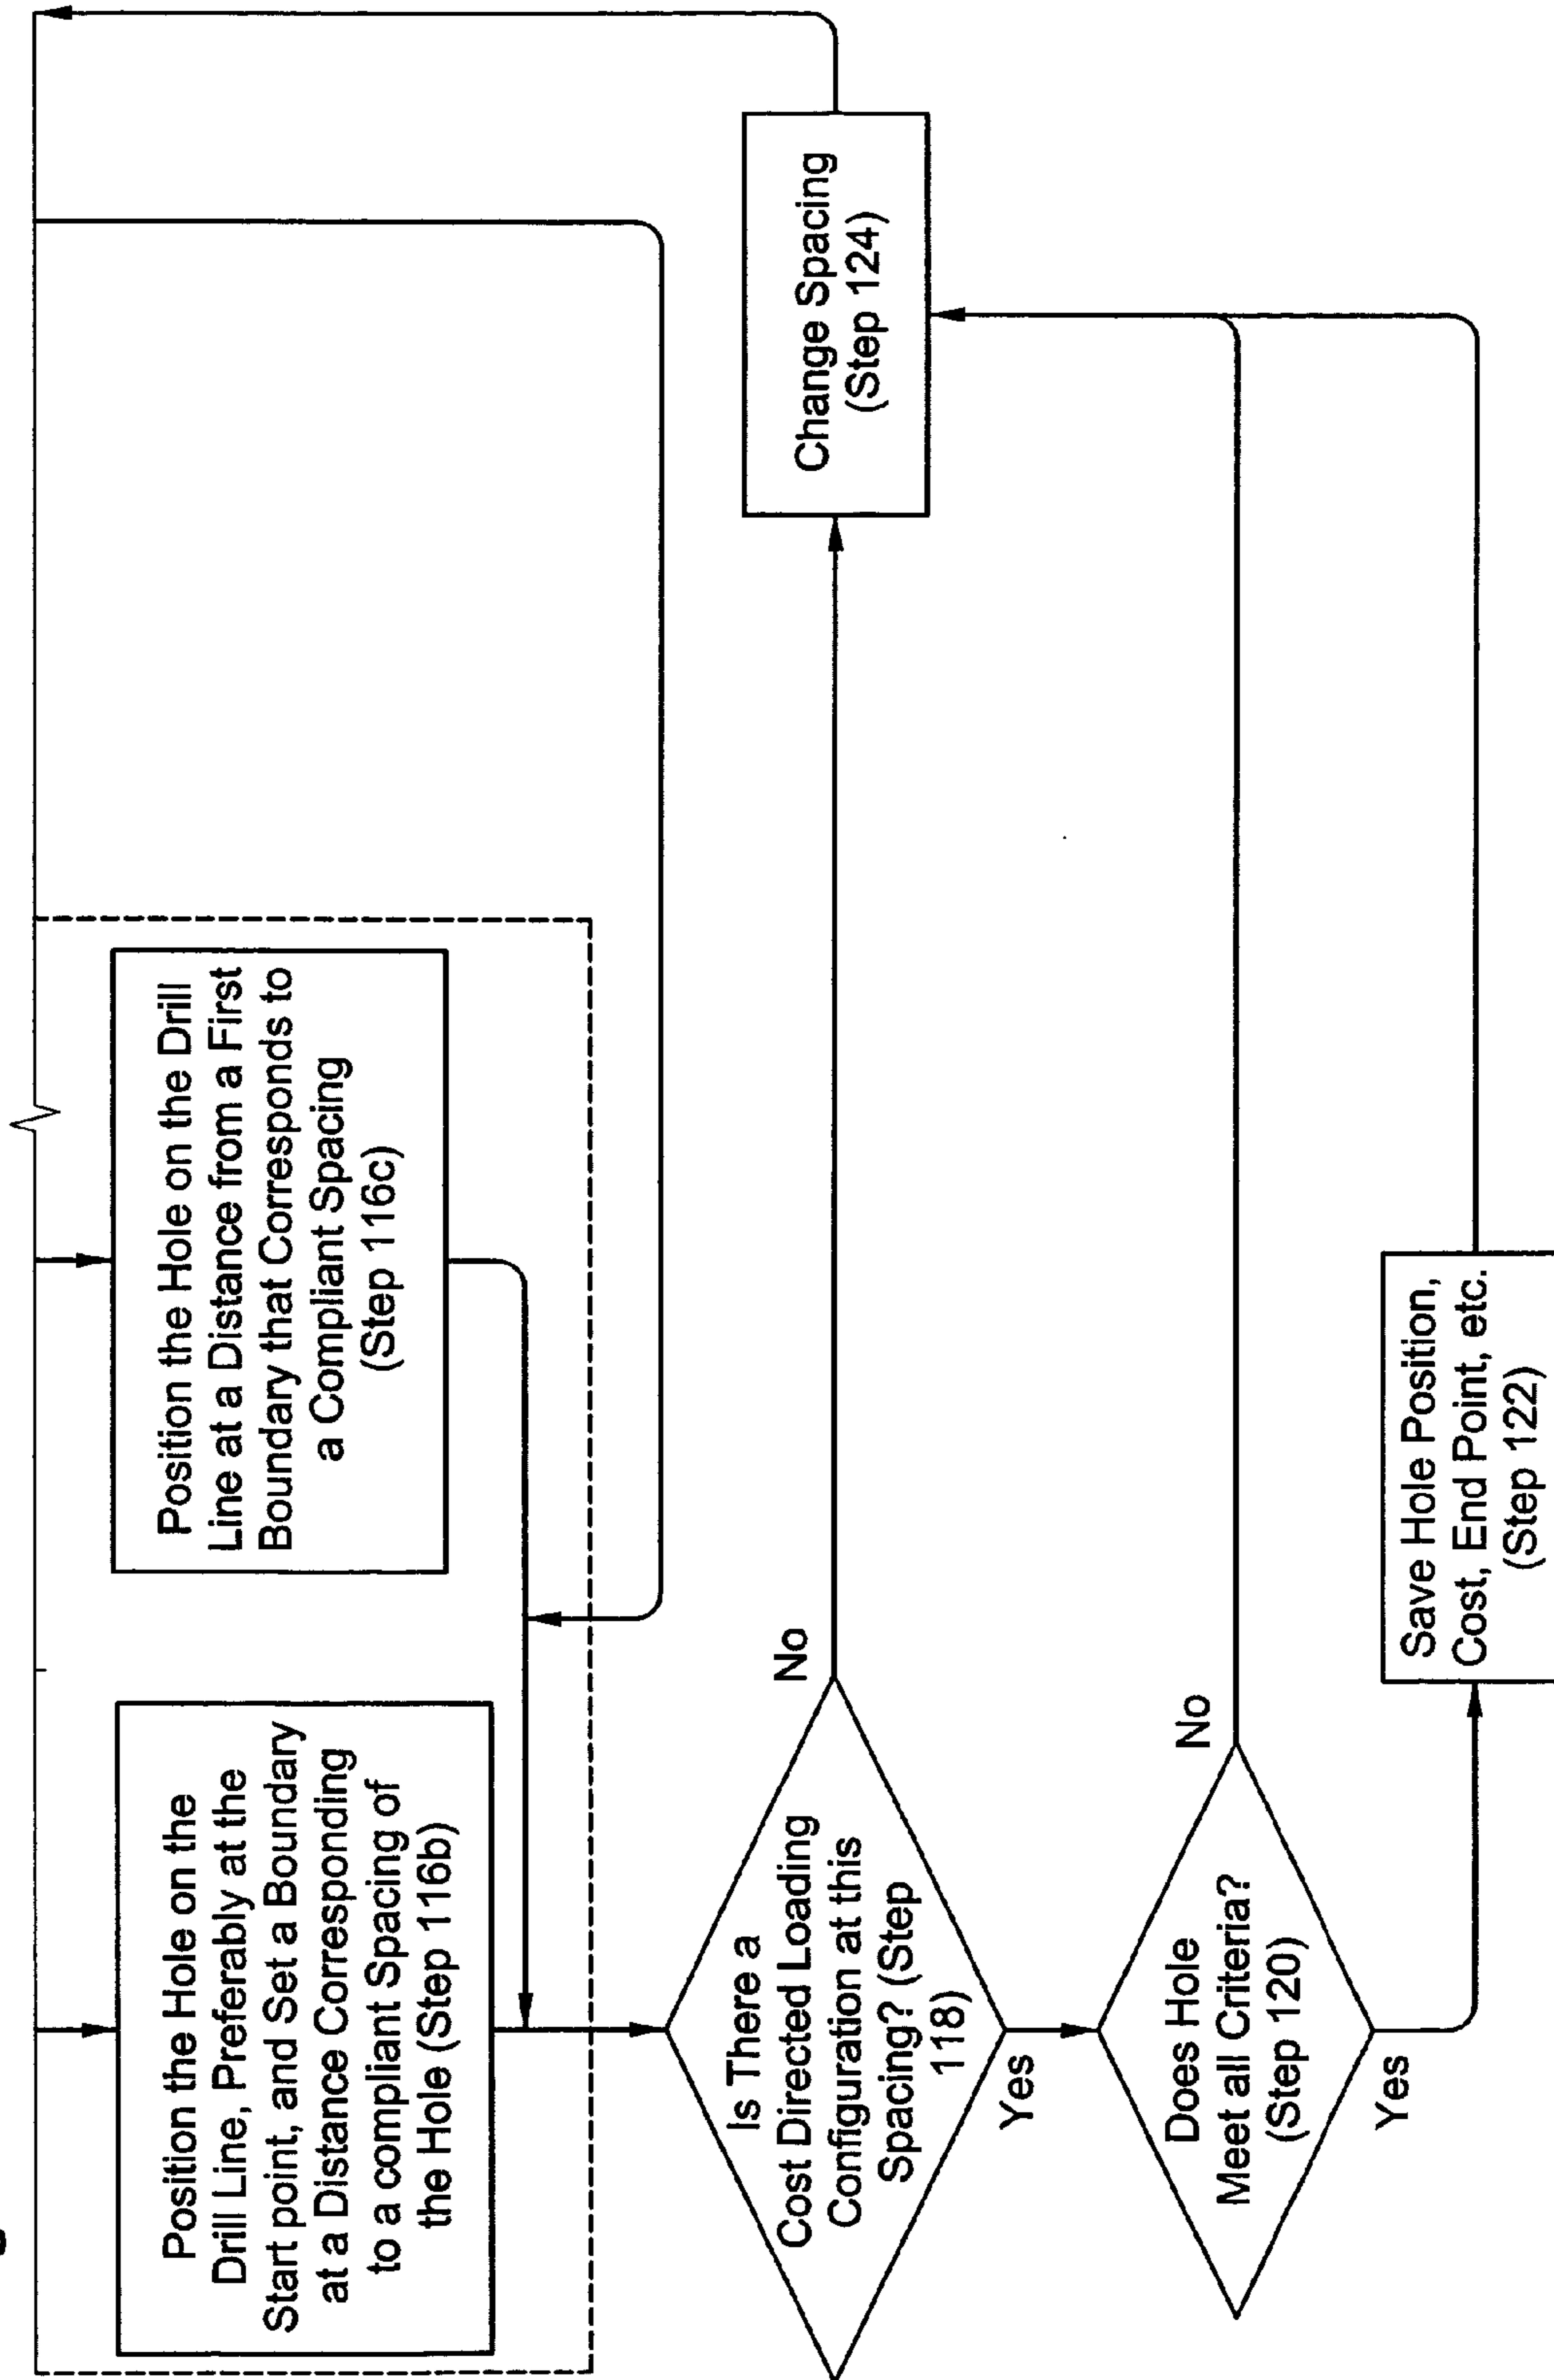 Position the Hole on the
Drill Line, Preferably at the
Start point, and Set a Boundary
at a Distance Corresponding
to a compliant Spacing of
the Hole (Step 116b)
Position the Hole on the Drill
Line at a Distance from a First
Boundary that Corresponds to
a Compliant Spacing
(Step 116c)
Is There a
Cost Directed Loading
Configuration at this
Spacing? (Step
118)
No
Yes
Change Spacing
(Step 124)
Does Hole
Meet all Criteria?
(Step 120)
No
Yes
Save Hole Position,
Cost, End Point, etc.
(Step 122)